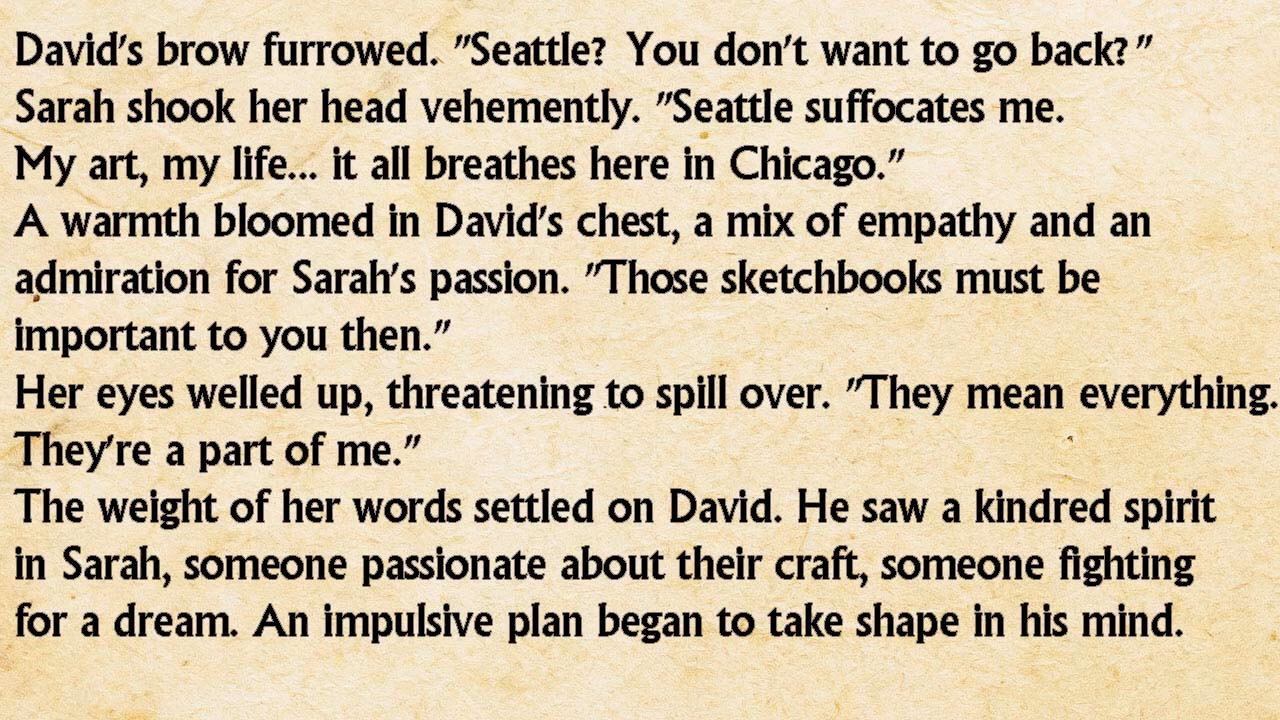 David's brow furrowed. "Seattle? You don't want to go back?"
Sarah shook her head vehemently. "Seattle suffocates me.
My art, my life... it all breathes here in Chicago."
A warmth bloomed in David's chest, a mix of empathy and an
admiration for Sarah's passion. "Those sketchbooks must be
important to you then."
Her eyes welled up, threatening to spill over. "They mean everything.
They're a part of me."
The weight of her words settled on David. He saw a kindred spirit
in Sarah, someone passionate about their craft, someone fighting
for a dream. An impulsive plan began to take shape in his mind.